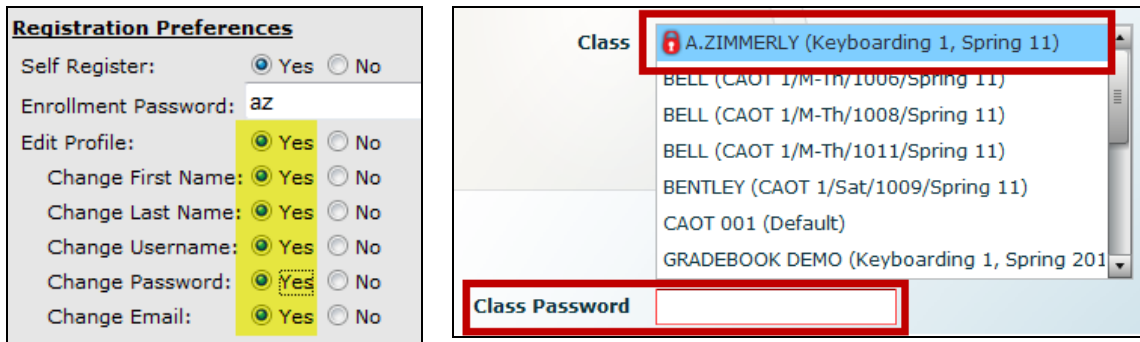 Registration Preferences
Self Register: Yes No
Enrollment Password: az
Edit Profile: Yes No
Change First Name: Yes No
Change Last Name: Yes No
Change Username: Yes No
Change Password: Yes No
Change Email: Yes No
Class A.ZIMMERLY (Keyboarding 1, Spring 11)
BELL (CAOT 1/M-Th/1006/Spring 11)
BELL (CAOT 1/M-Th/1008/Spring 11)
BELL (CAOT 1/M-Th/1011/Spring 11)
BENTLEY (CAOT 1/Sat/1009/Spring 11)
CAOT 001 (Default)
GRADEBOOK DEMO (Keyboarding 1, Spring 201
Class Password